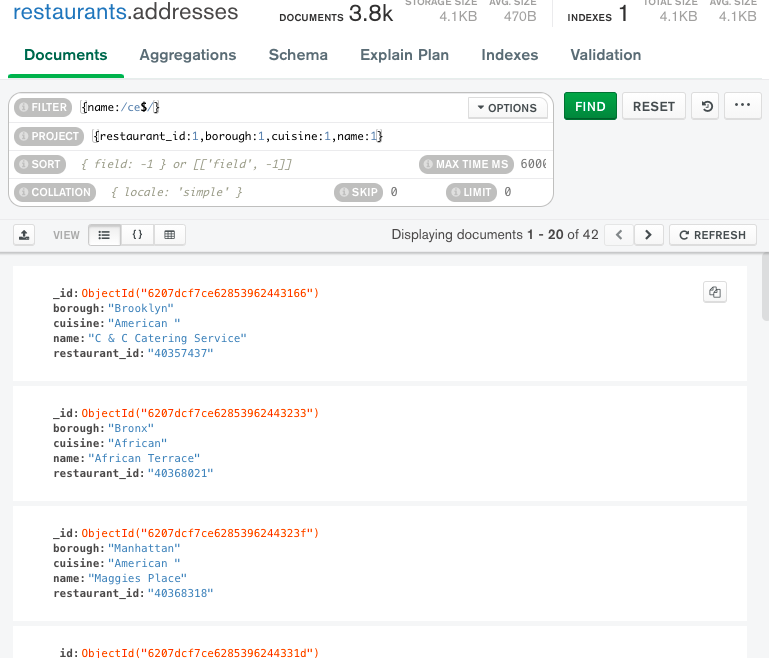 restaurants.addresses DOCUMENTS 3.8k STORAGE SIZE 4.1KB AVG. SIZE 470B INDEXES 1 TOTAL SIZE 4.1KB AVG. SIZE 4.1KB
Documents Aggregations Schema Explain Plan Indexes Validation
FILTER {name:/ce$/} OPTIONS FIND RESET ...
PROJECT {restaurant_id:1,borough:1,cuisine:1,name:1}
SORT { field: -1 } or [['field', -1]] MAX TIME MS 6000
COLLATION { locale: 'simple' } SKIP 0 LIMIT 0
VIEW {} Displaying documents 1 - 20 of 42 < > REFRESH
_id:ObjectId("6207dcf7ce62853962443166")
borough:"Brooklyn"
cuisine:"American "
name:"C & C Catering Service"
restaurant_id:"40357437"
_id:ObjectId("6207dcf7ce62853962443233")
borough:"Bronx"
cuisine:"African"
name:"African Terrace"
restaurant_id:"40368021"
_id:ObjectId("6207dcf7ce6285396244323f")
borough:"Manhattan"
cuisine:"American "
name:"Maggies Place"
restaurant_id:"40368318"
_id:ObjectId("6207dcf7ce6285396244331d")